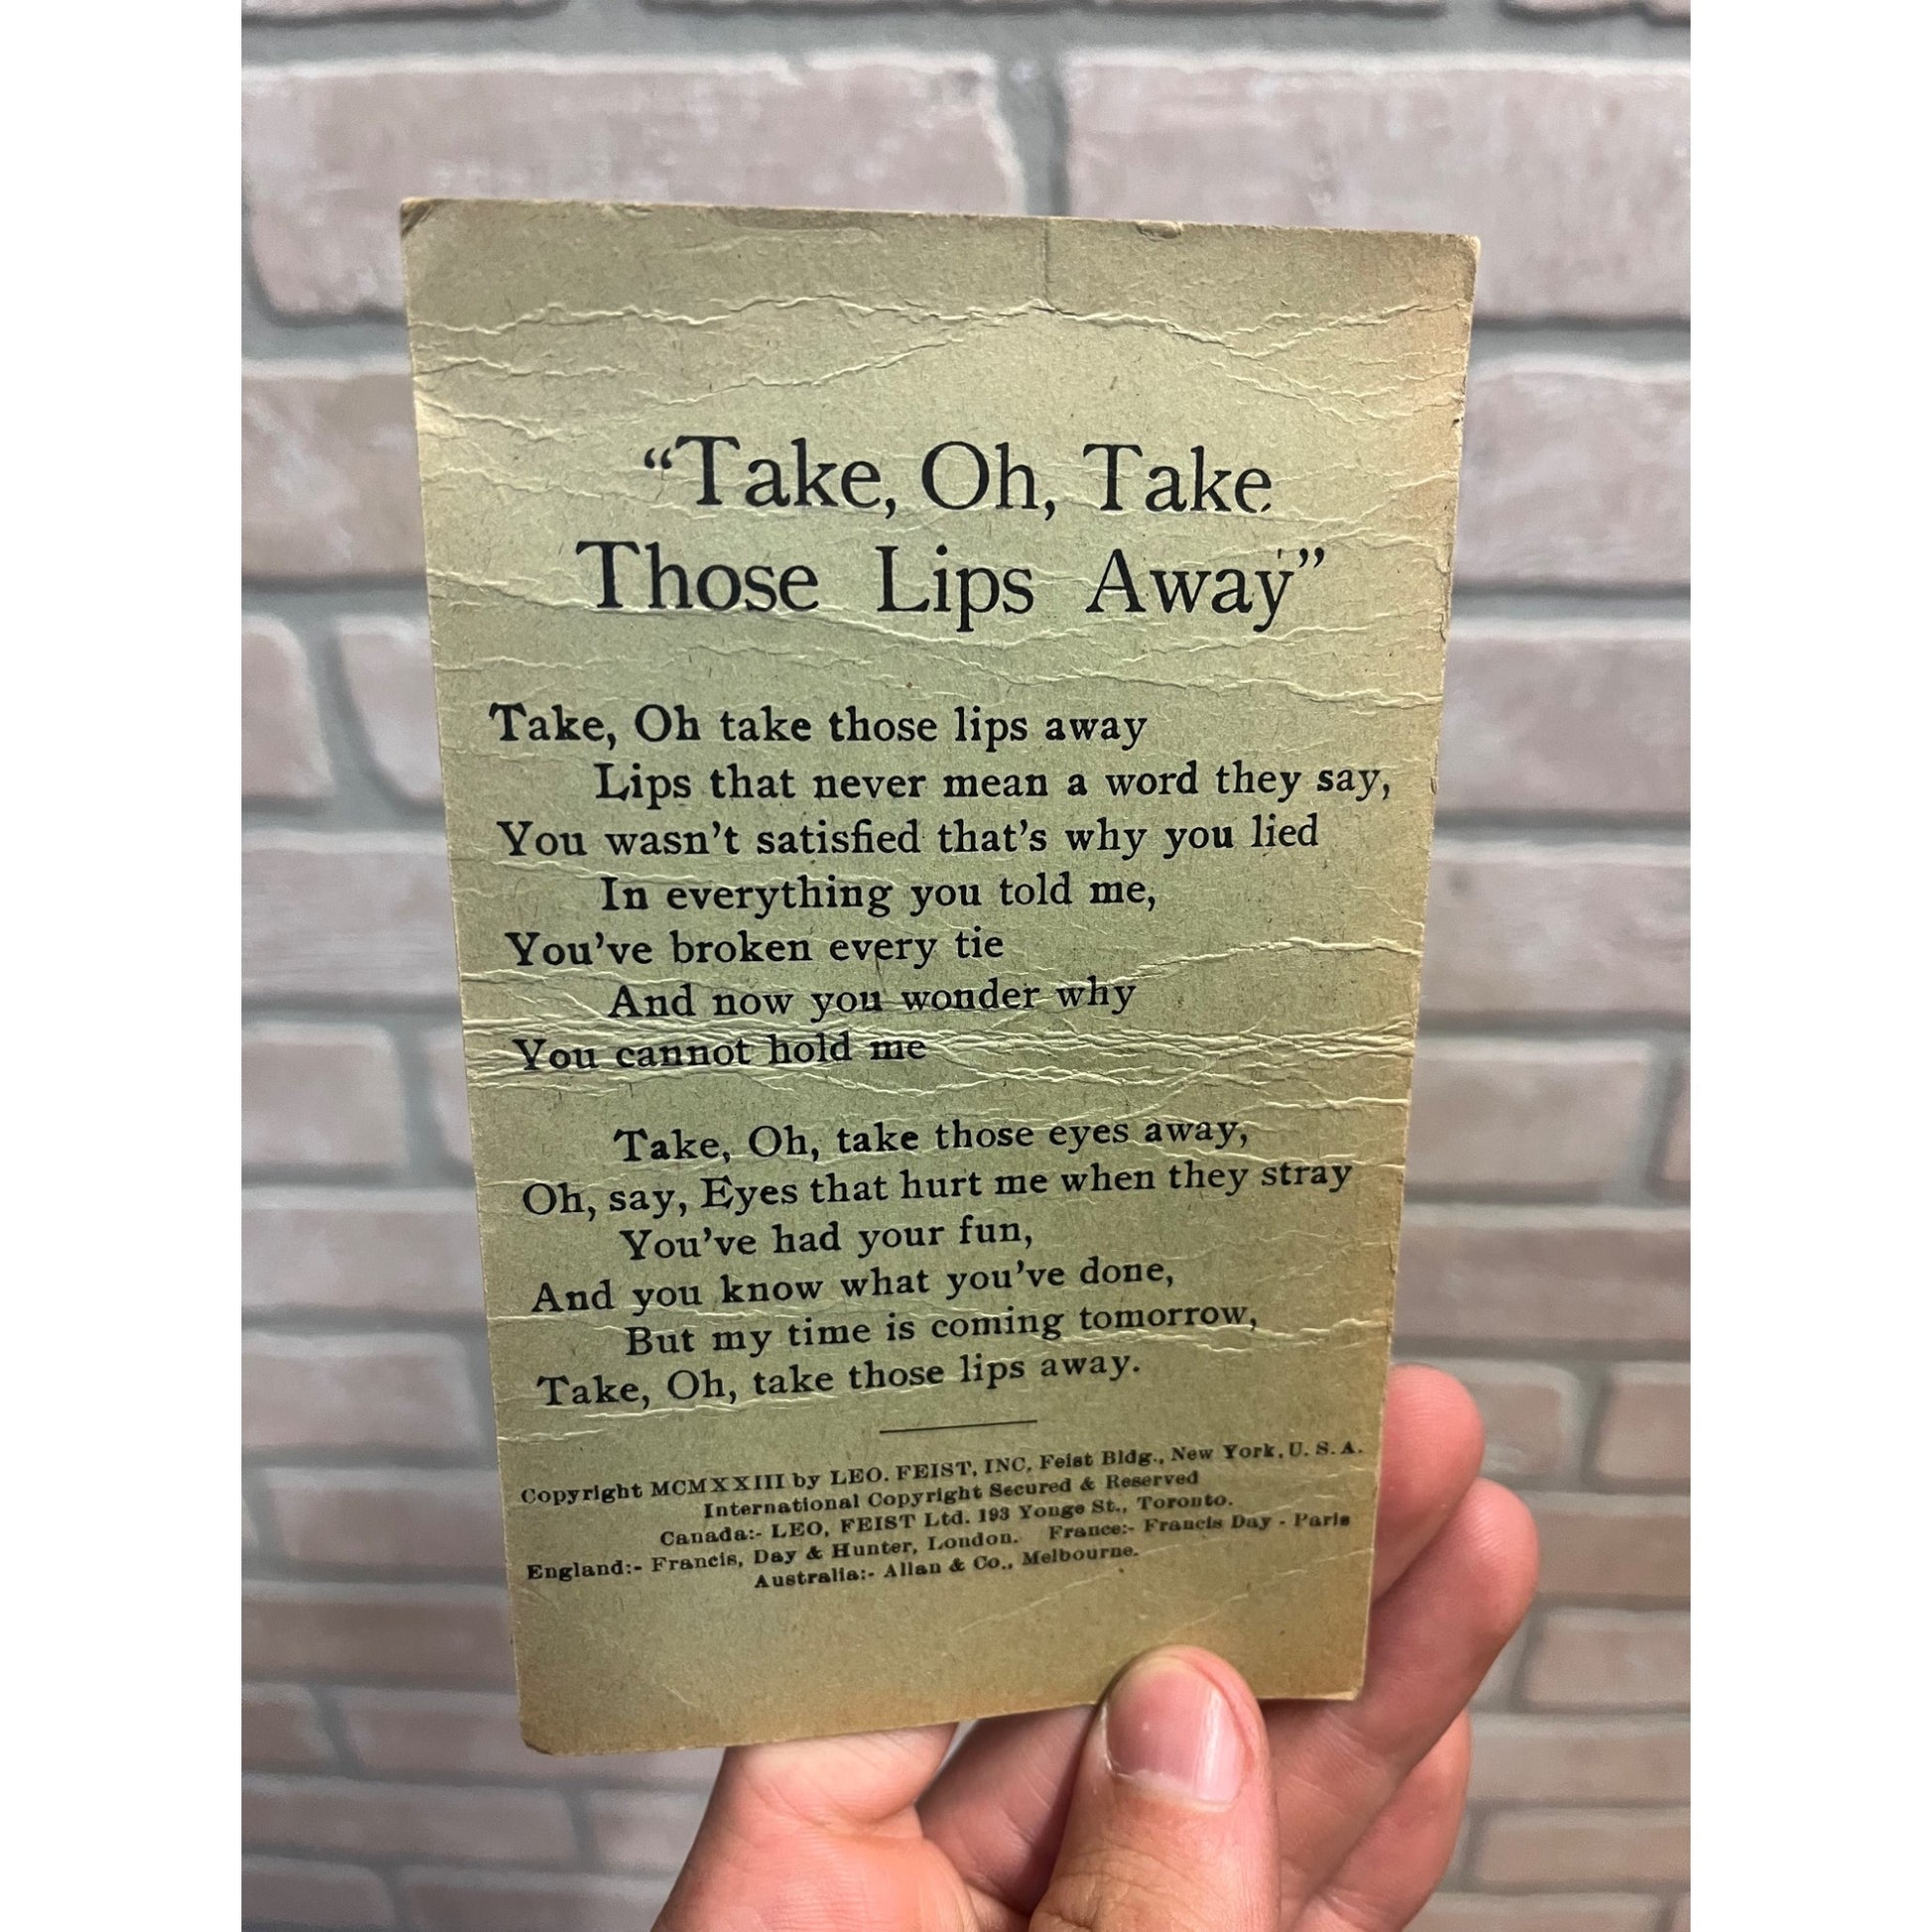 “Take, Oh, Take
Those Lips Away”
Take, Oh take those lips away
Lips that never mean a word they say,
You wasn't satisfied that's why you lied
In everything you told me,
You've broken every tie
And now you wonder why
You cannot hold me
Take, Oh, take those eyes away,
Oh, say, Eyes that hurt me when they stray
You've had your fun,
And you know what you've done,
But my time is coming tomorrow,
Take, Oh, take those lips away.
Copyright MCMXXIII by LEO. FEIST, INC. Feist Bldg., New York, U. S. A.
International Copyright Secured & Reserved
Canada:- LEO, FEIST Ltd. 193 Yonge St., Toronto.
England:- Francis, Day & Hunter, London. France:- Francis Day - Paris
Australia:- Allan & Co., Melbourne.